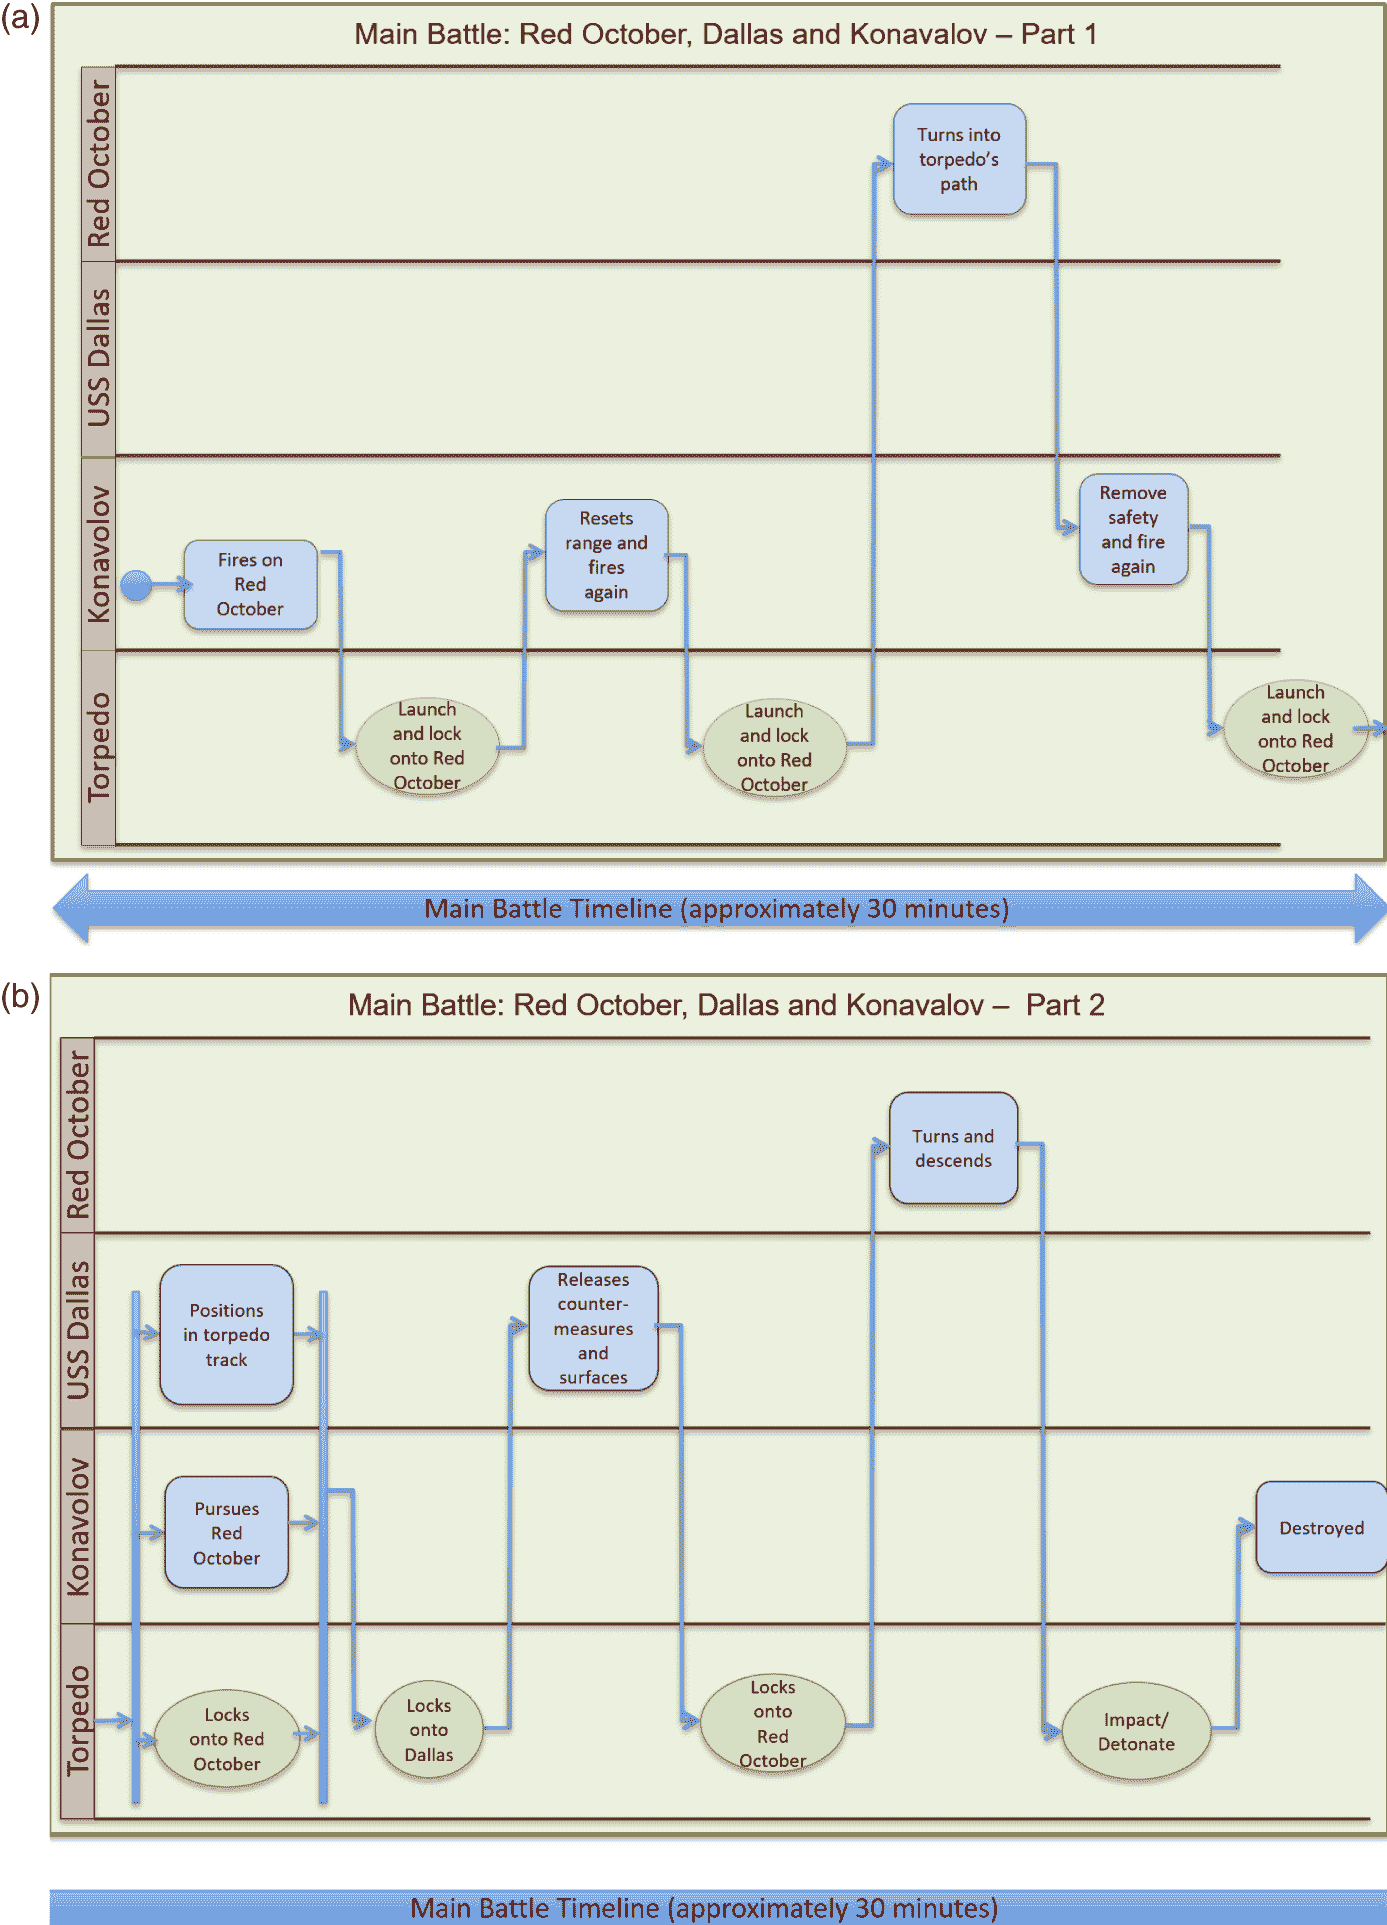 (a)
Main Battle: Red October, Dallas and Konavalov – Part 1
Red October
USS Dallas
Konavolov
Torpedo
Turns into
torpedo's
path
Fires on
Red
October
Resets
range and
fires
again
Remove
safety
and fire
again
Launch
and lock
onto Red
October
Launch
and lock
onto Red
October
Launch
and lock
onto Red
October
Main Battle Timeline (approximately 30 minutes)
(b)
Main Battle: Red October, Dallas and Konavalov – Part 2
Red October
USS Dallas
Konavolov
Torpedo
Turns and
descends
Positions
in torpedo
track
Releases
counter-
measures
and
surfaces
Pursues
Red
October
Destroyed
Locks
onto Red
October
Locks
onto
Dallas
Locks
onto
Red
October
Impact/
Detonate
Main Battle Timeline (approximately 30 minutes)